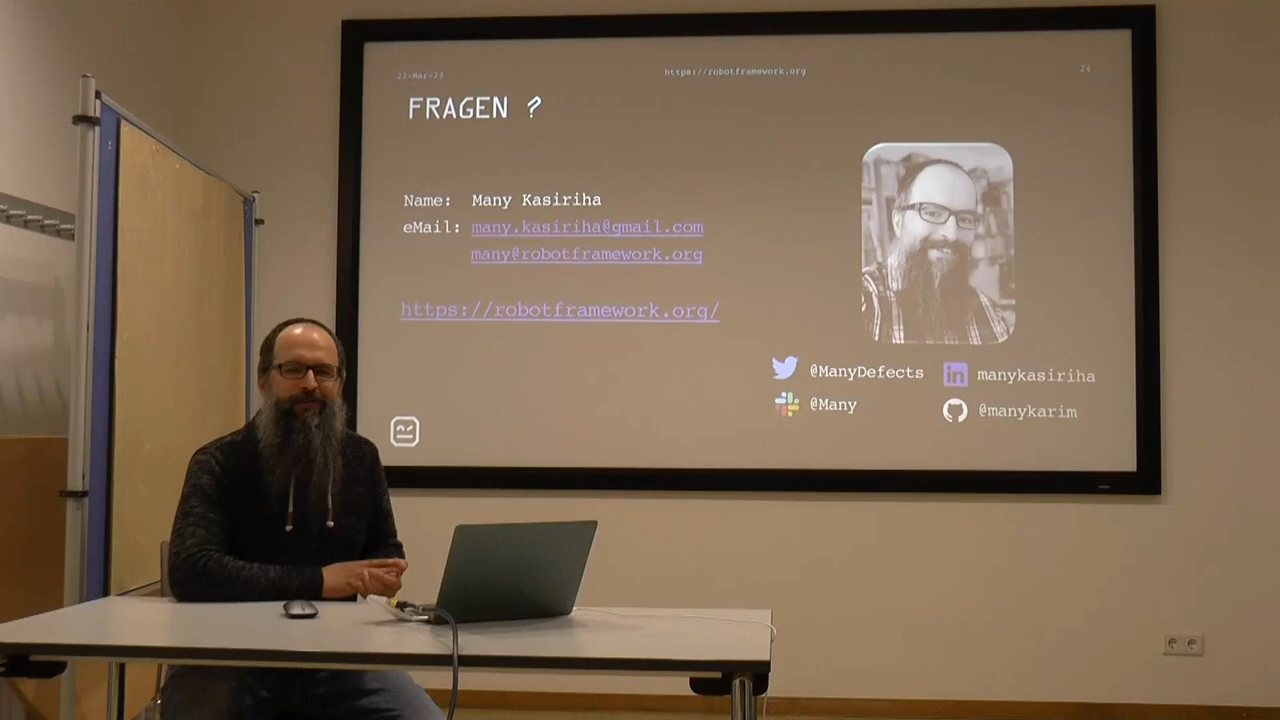 22-Mar-23
https://robotframework.org
24
FRAGEN ?
Name: Many Kasiriha
eMail: many.kasiriha@gmail.com
many@robotframework.org
https://robotframework.org/
@ManyDefects
in manykasiriha
@Many
@manykarim